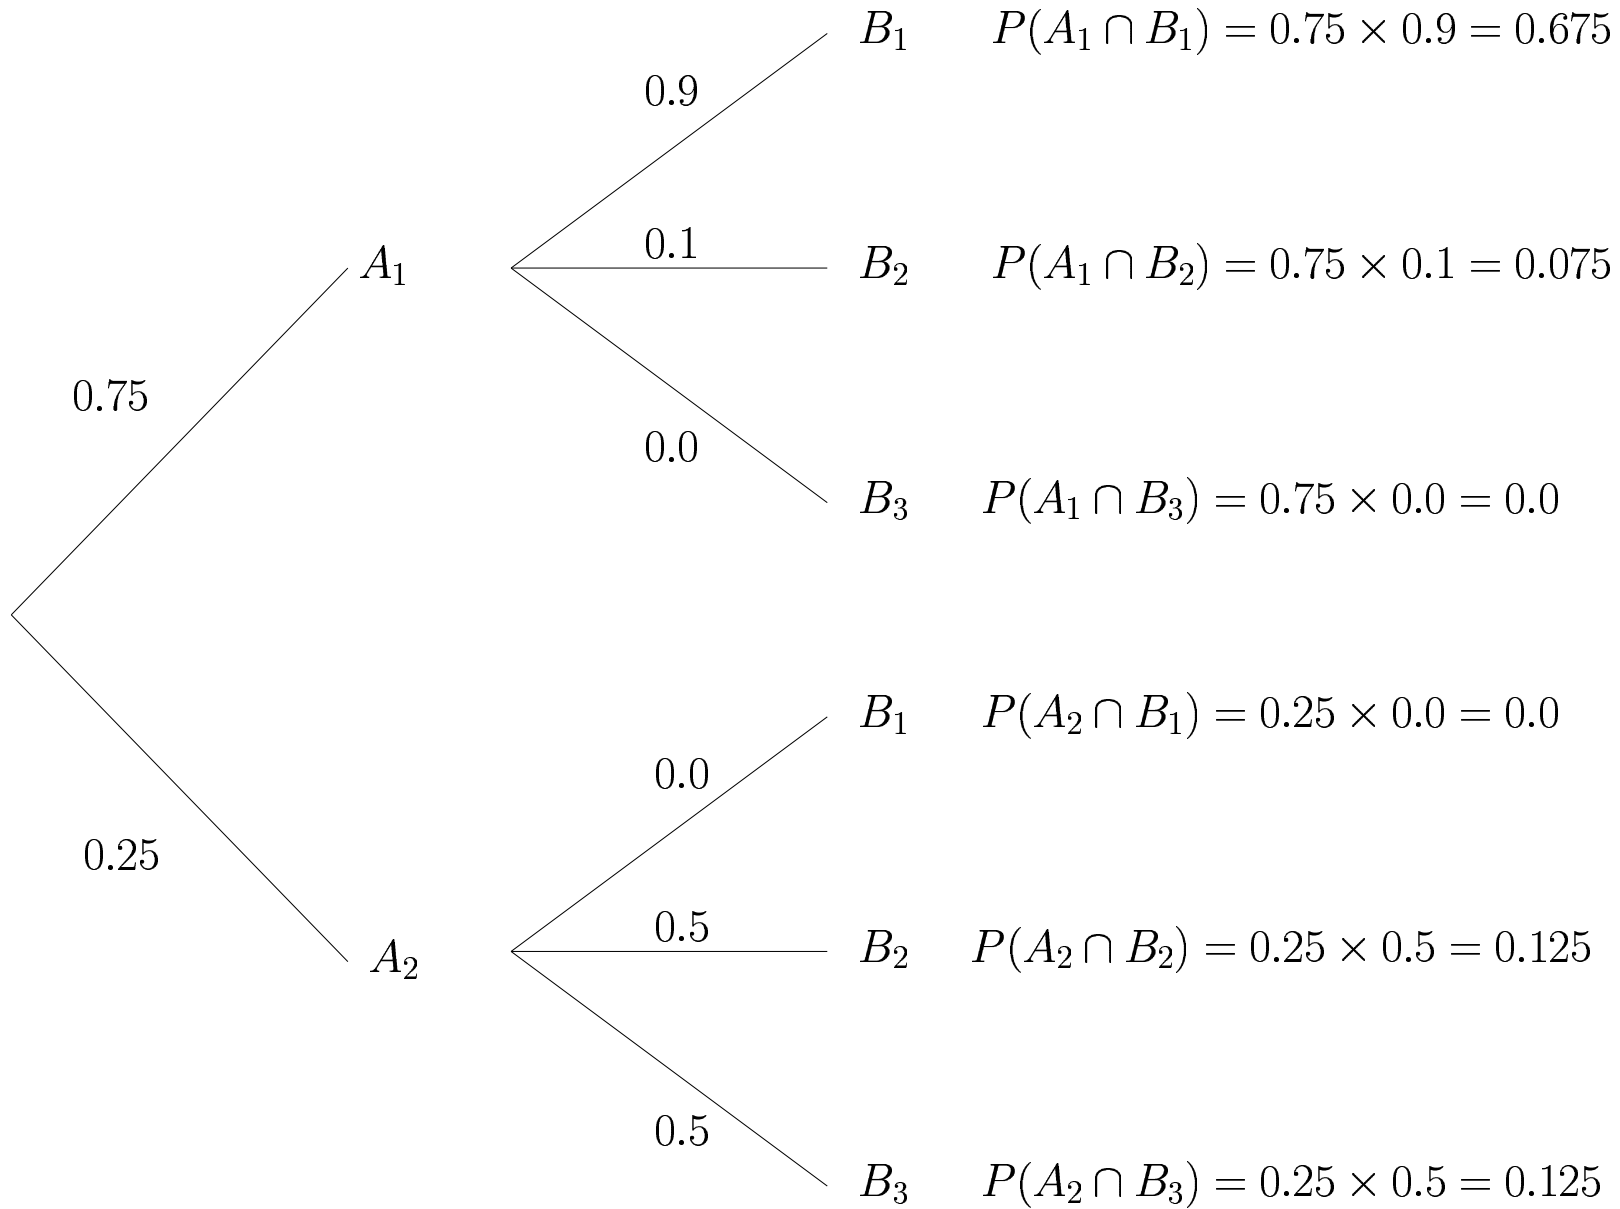 B₁ P(A₁ ∩ B₁) = 0.75 × 0.9 = 0.675
0.9
0.1
A₁ B₂ P(A₁ ∩ B₂) = 0.75 × 0.1 = 0.075
0.75
0.0
B₃ P(A₁ ∩ B₃) = 0.75 × 0.0 = 0.0
B₁ P(A₂ ∩ B₁) = 0.25 × 0.0 = 0.0
0.0
0.25
0.5
A₂ B₂ P(A₂ ∩ B₂) = 0.25 × 0.5 = 0.125
0.5
B₃ P(A₂ ∩ B₃) = 0.25 × 0.5 = 0.125